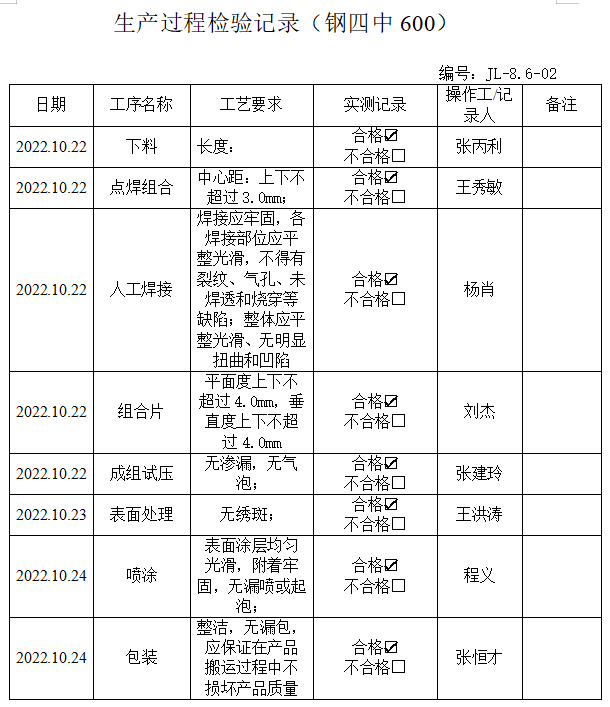 生产过程检验记录（钢四中 600）
编号：JL-8.6-02
日期 工序名称 工艺要求 实测记录 操作工/记
录人 备注
2022.10.22 下料 长度： 合格☑
不合格☐ 张丙利
2022.10.22 点焊组合 中心距：上下不
超过3.0mm； 合格☑
不合格☐ 王秀敏
2022.10.22 人工焊接 焊接应牢固，各
焊接部位应平
整光滑，不得有
裂纹、气孔、未
焊透和烧穿等
缺陷；整体应平
整光滑、无明显
扭曲和凹陷 合格☑
不合格☐ 杨肖
2022.10.22 组合片 平面度上下不
超过4.0mm，垂
直度上下不超
过4.0mm 合格☑
不合格☐ 刘杰
2022.10.22 成组试压 无渗漏，无气
泡； 合格☑
不合格☐ 张建玲
2022.10.23 表面处理 无绣斑； 合格☑
不合格☐ 王洪涛
2022.10.24 喷涂 表面涂层均匀
光滑，附着牢
固，无漏喷或起
泡； 合格☑
不合格☐ 程义
2022.10.24 包装 整洁，无漏包，
应保证在产品
搬运过程中不
损坏产品质量 合格☑
不合格☐ 张恒才